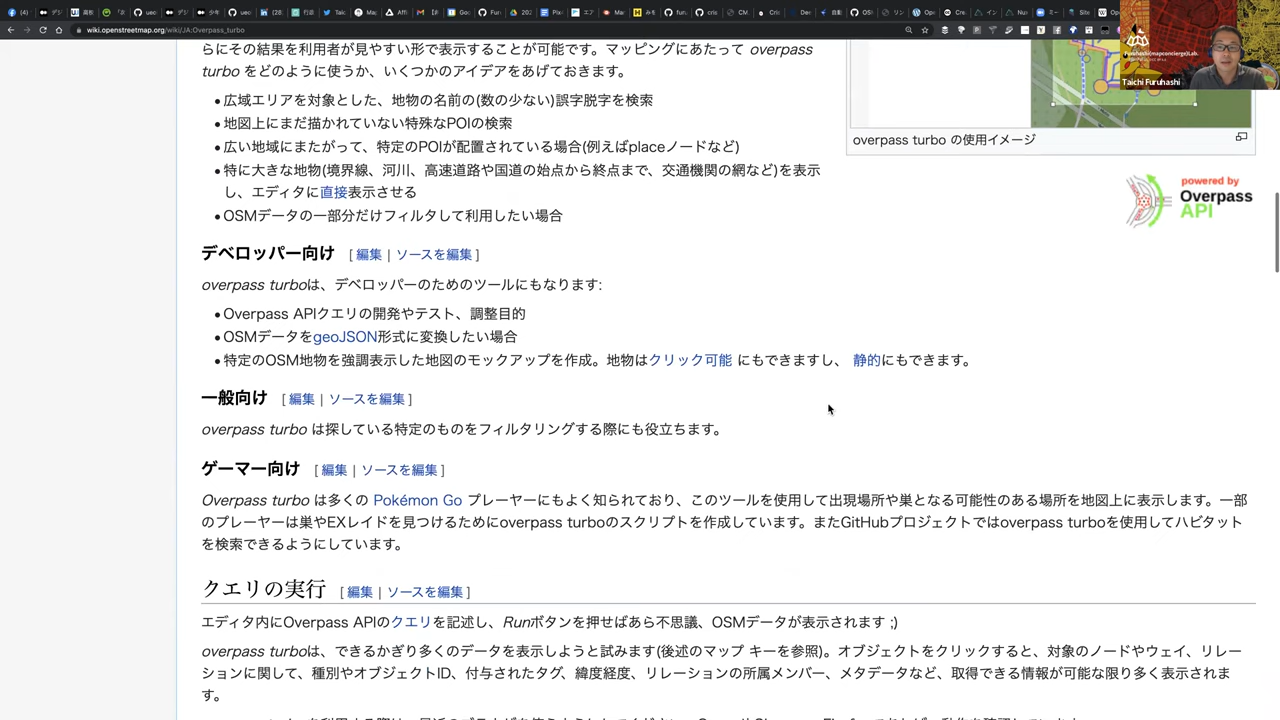 wiki.openstreetmap.org/wiki/JA:Overpass_turbo
Furuhashi(mapconcierge)Lab.
Taichi Furuhashi
らにその結果を利用者が見やすい形で表示することが可能です。マッピングにあたって overpass
turbo をどのように使うか、いくつかのアイデアをあげておきます。
•広域エリアを対象とした、地物の名前の(数の少ない)誤字脱字を検索
•地図上にまだ描かれていない特殊なPOIの検索
•広い地域にまたがって、特定のPOIが配置されている場合(例えばplaceノードなど)
•特に大きな地物(境界線、河川、高速道路や国道の始点から終点まで、交通機関の網など)を表示
し、エディタに直接表示させる
•OSMデータの一部分だけフィルタして利用したい場合
overpass turbo の使用イメージ
powered by
Overpass
API
デベロッパー向け [ 編集 | ソースを編集 ]
overpass turboは、デベロッパーのためのツールにもなります:
•Overpass APIクエリの開発やテスト、調整目的
•OSMデータをgeoJSON形式に変換したい場合
•特定のOSM地物を強調表示した地図のモックアップを作成。地物はクリック可能 にもできますし、 静的にもできます。
一般向け [ 編集 | ソースを編集 ]
overpass turbo は探している特定のものをフィルタリングする際にも役立ちます。
ゲーマー向け [ 編集 | ソースを編集 ]
Overpass turbo は多くの Pokémon Go プレーヤーにもよく知られており、このツールを使用して出現場所や巣となる可能性のある場所を地図上に表示します。一部
のプレーヤーは巣やEXレイドを見つけるためにoverpass turboのスクリプトを作成しています。またGitHubプロジェクトではoverpass turboを使用してハビタット
を検索できるようにしています。
クエリの実行 [ 編集 | ソースを編集 ]
エディタ内にOverpass APIのクエリを記述し、Runボタンを押せばあら不思議、OSMデータが表示されます ;)
overpass turboは、できるかぎり多くのデータを表示しようと試みます(後述のマップ キーを参照)。オブジェクトをクリックすると、対象のノードやウェイ、リレー
ションに関して、種別やオブジェクトID、付与されたタグ、緯度経度、リレーションの所属メンバー、メタデータなど、取得できる情報が可能な限り多く表示されま
す。